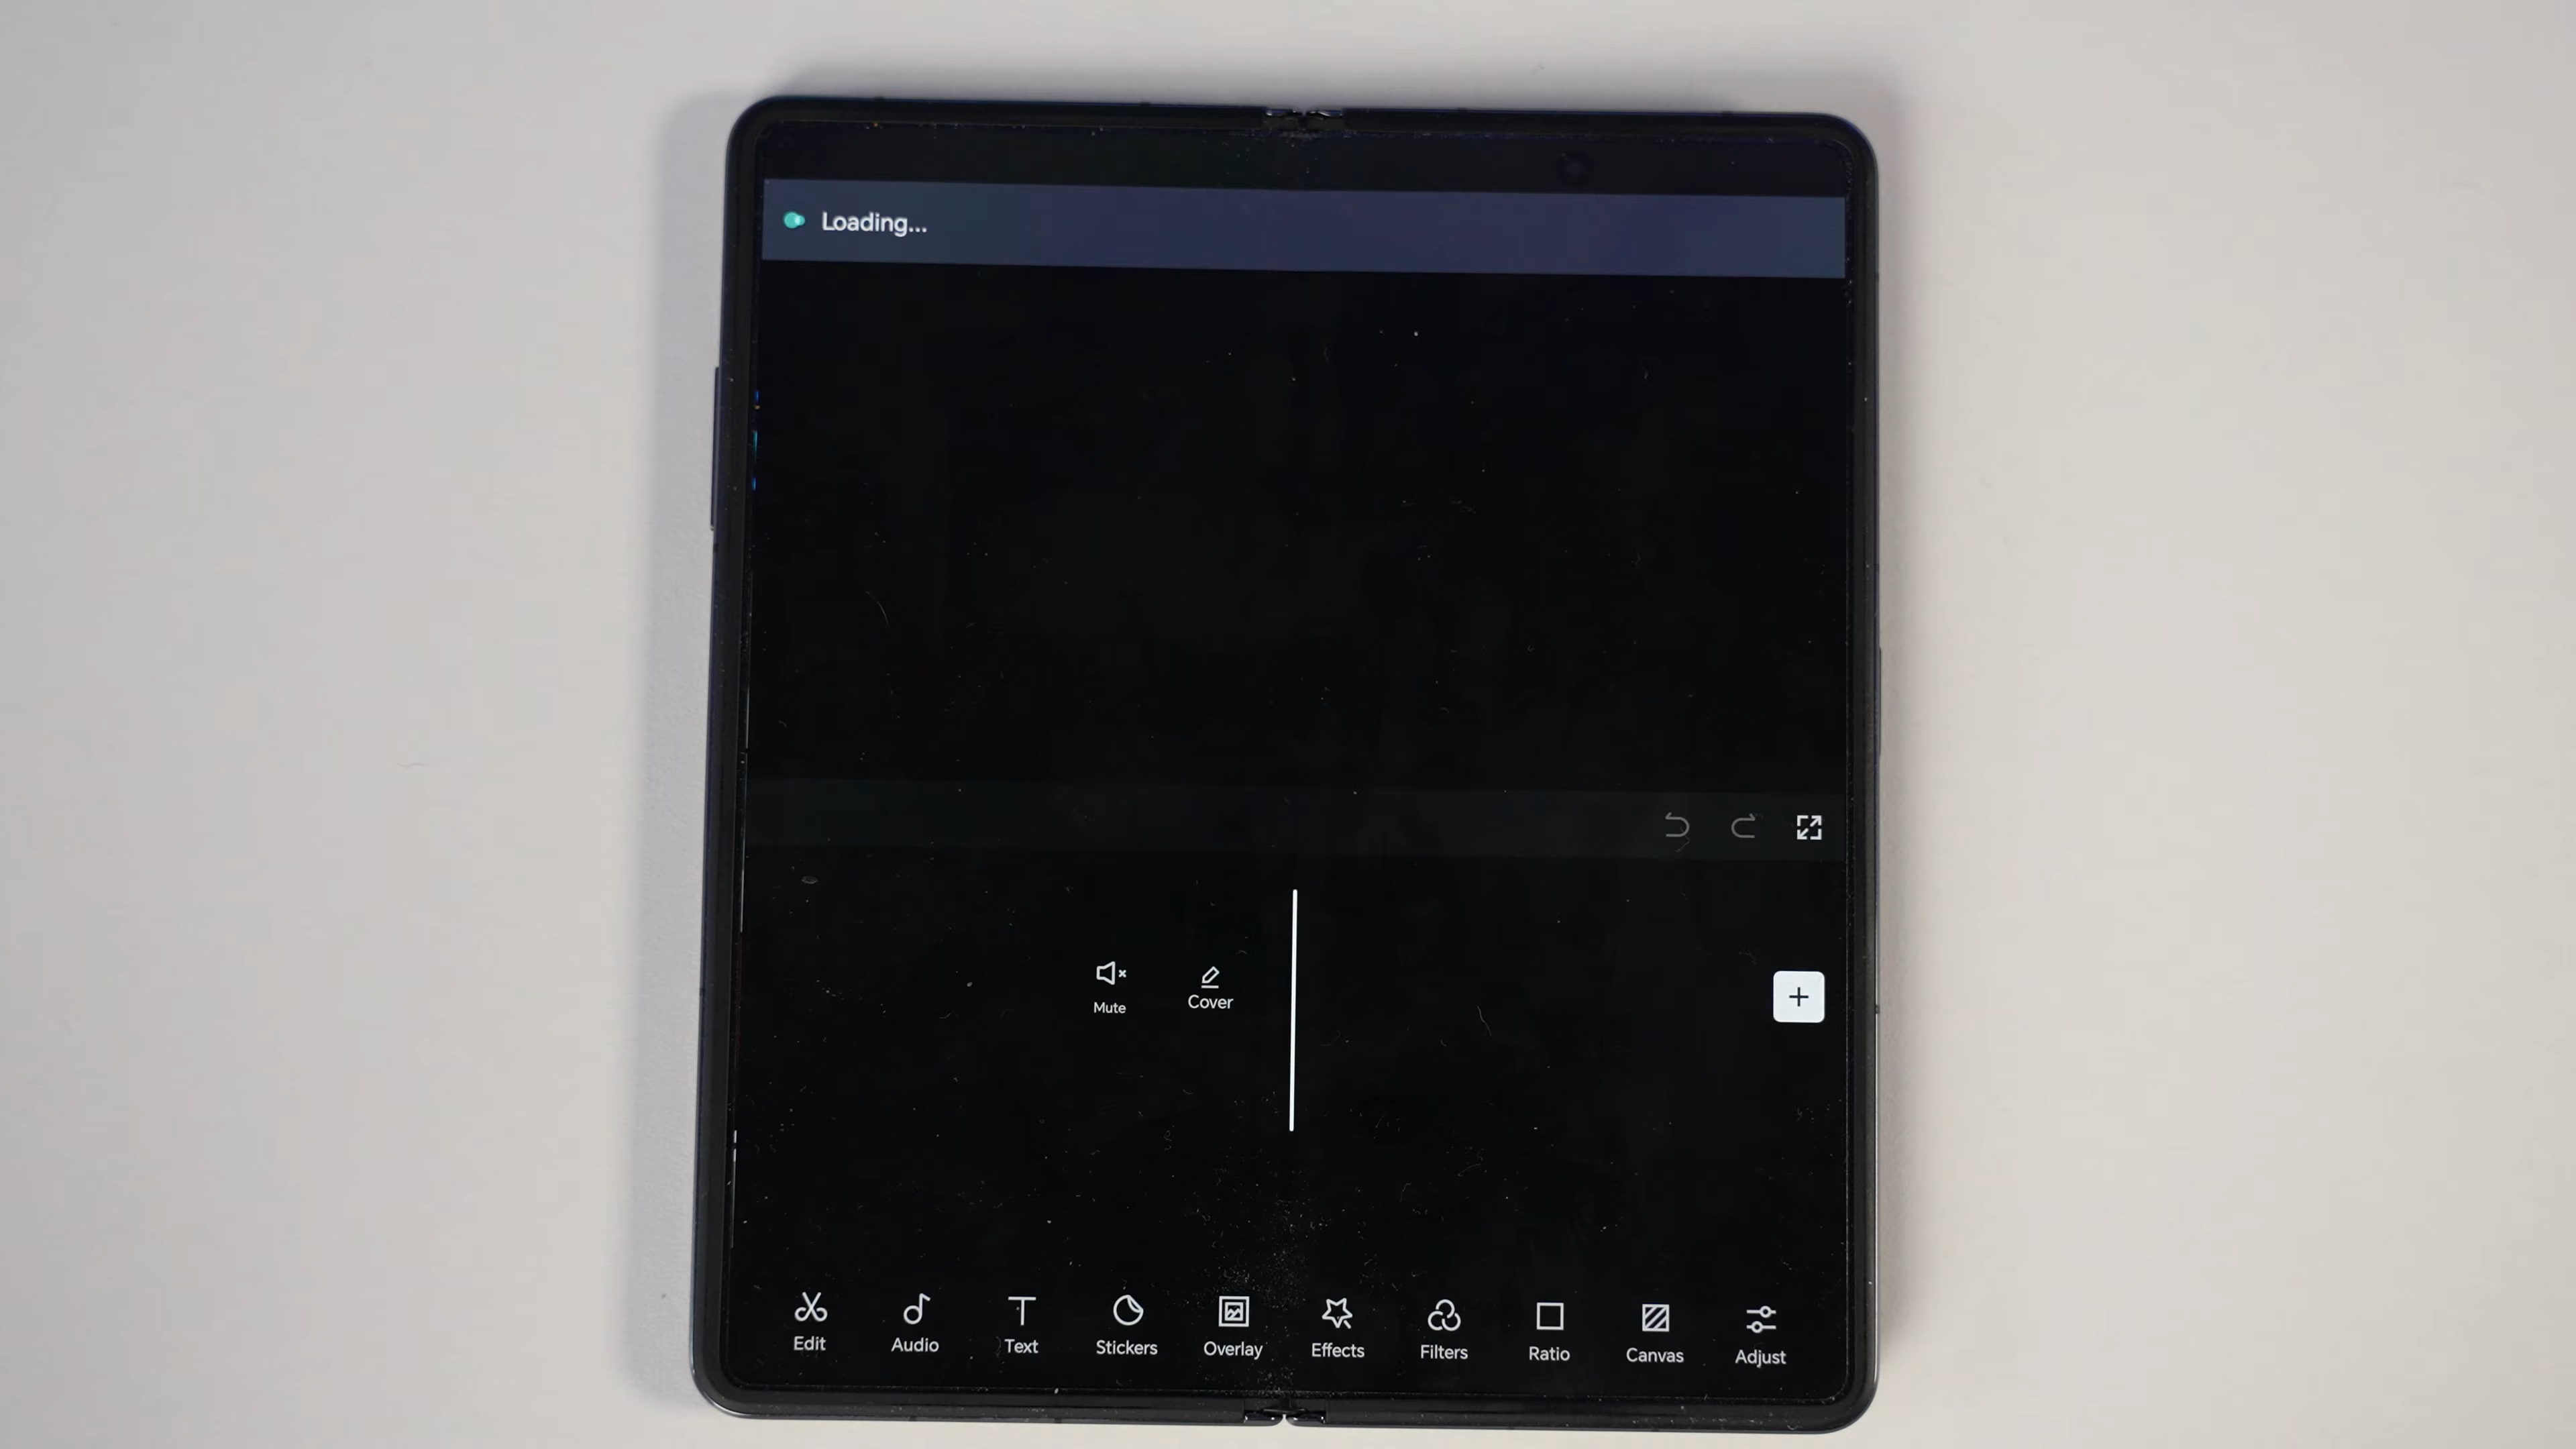 Loading...
Mute
Cover
Edit
Audio
Text
Stickers
Overlay
Effects
Filters
Ratio
Canvas
Adjust